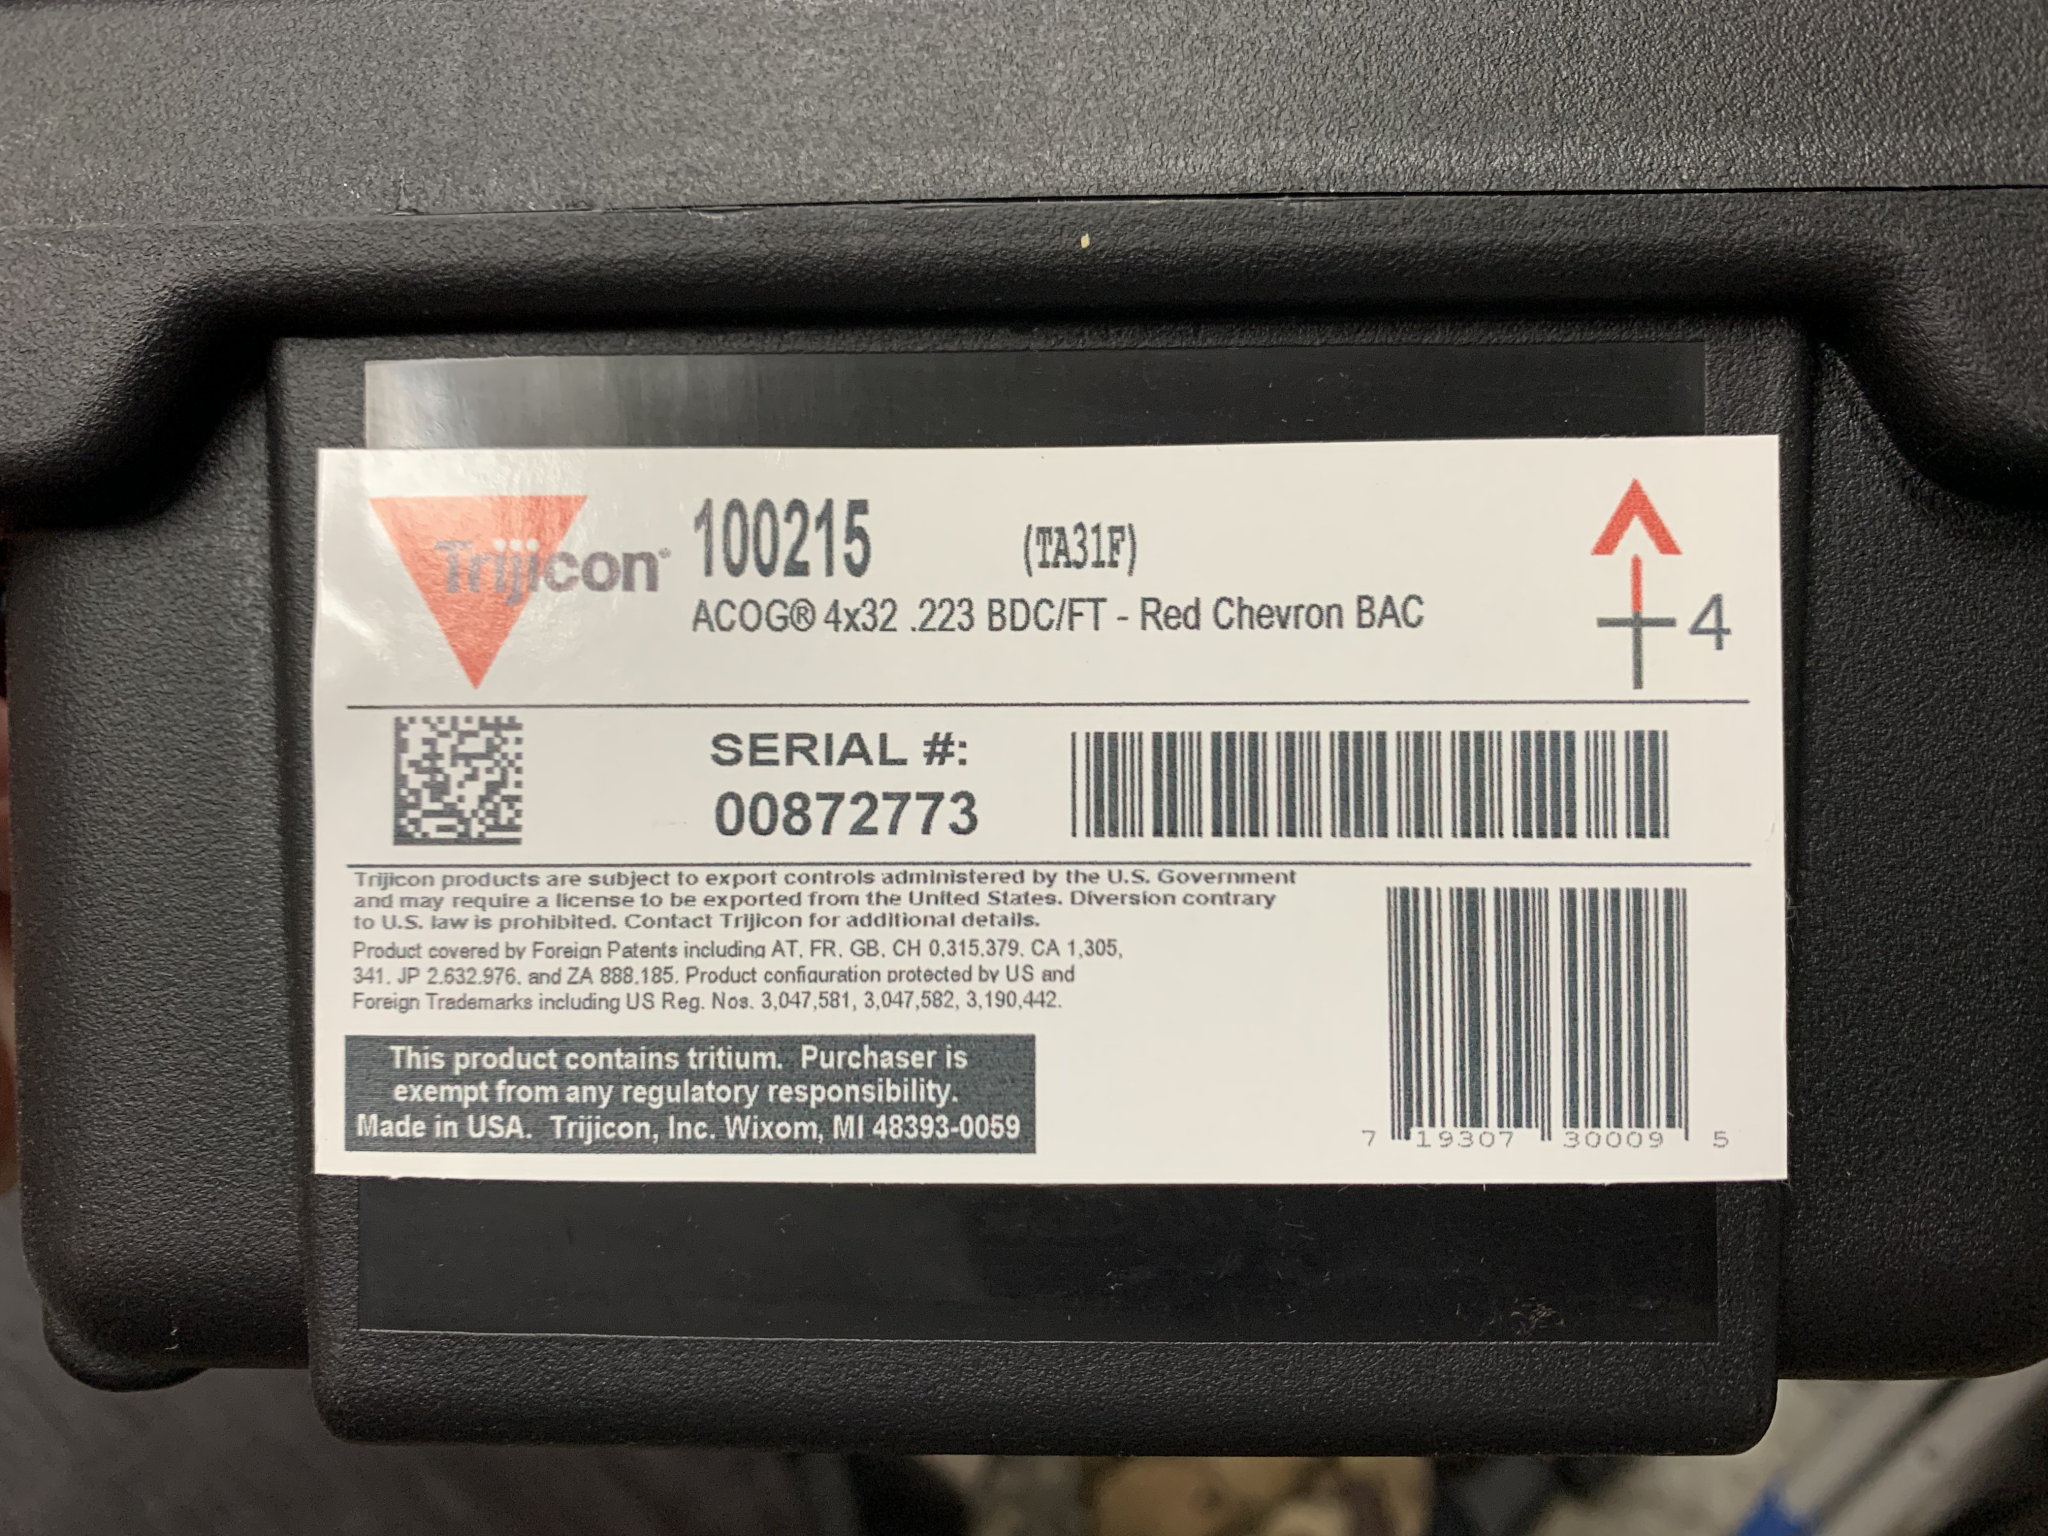 Trijicon®
100215 (TA31F)
ACOG® 4x32 .223 BDC/FT - Red Chevron BAC
4
SERIAL #:
00872773
Trijicon products are subject to export controls administered by the U.S. Government
and may require a license to be exported from the United States. Diversion contrary
to U.S. law is prohibited. Contact Trijicon for additional details.
Product covered by Foreign Patents including AT, FR, GB, CH 0,315,379, CA 1,305,
341, JP 2,632,976, and ZA 888,185. Product configuration protected by US and
Foreign Trademarks including US Reg. Nos. 3,047,581, 3,047,582, 3,190,442.
This product contains tritium. Purchaser is
exempt from any regulatory responsibility.
Made in USA. Trijicon, Inc. Wixom, MI 48393-0059
7 19307 30009 5